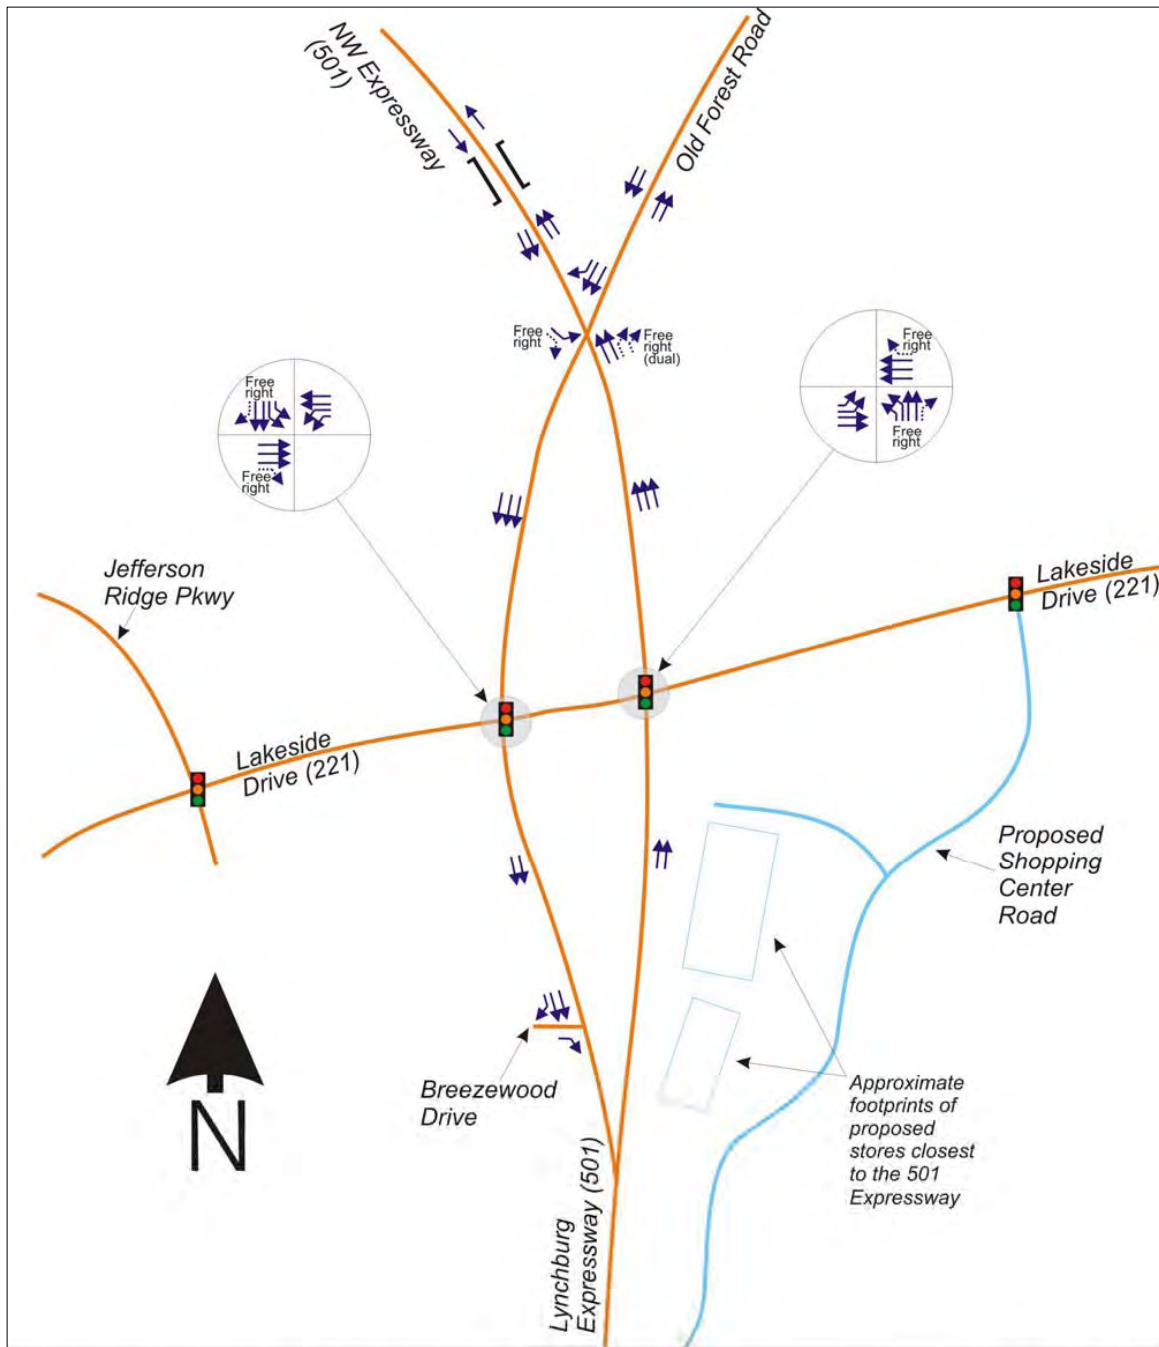 NW Expressway
(501)
Old Forest Road
Free
right
Free
right
(dual)
Free
right
Free
right
Free
right
Free
right
Jefferson
Ridge Pkwy
Lakeside
Drive (221)
Lakeside
Drive (221)
Proposed
Shopping
Center
Road
Breezewood
Drive
Approximate
footprints of
proposed
stores closest
to the 501
Expressway
N
Lynchburg
Expressway (501)